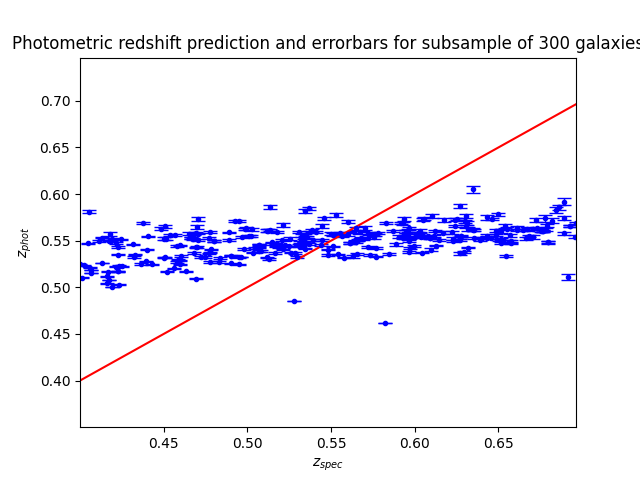 Photometric redshift prediction and errorbars for subsample of 300 galaxies
0.70
0.65
0.60
0.55
0.50
0.45
0.40
z_phot
0.45 0.50 0.55 0.60 0.65
z_spec